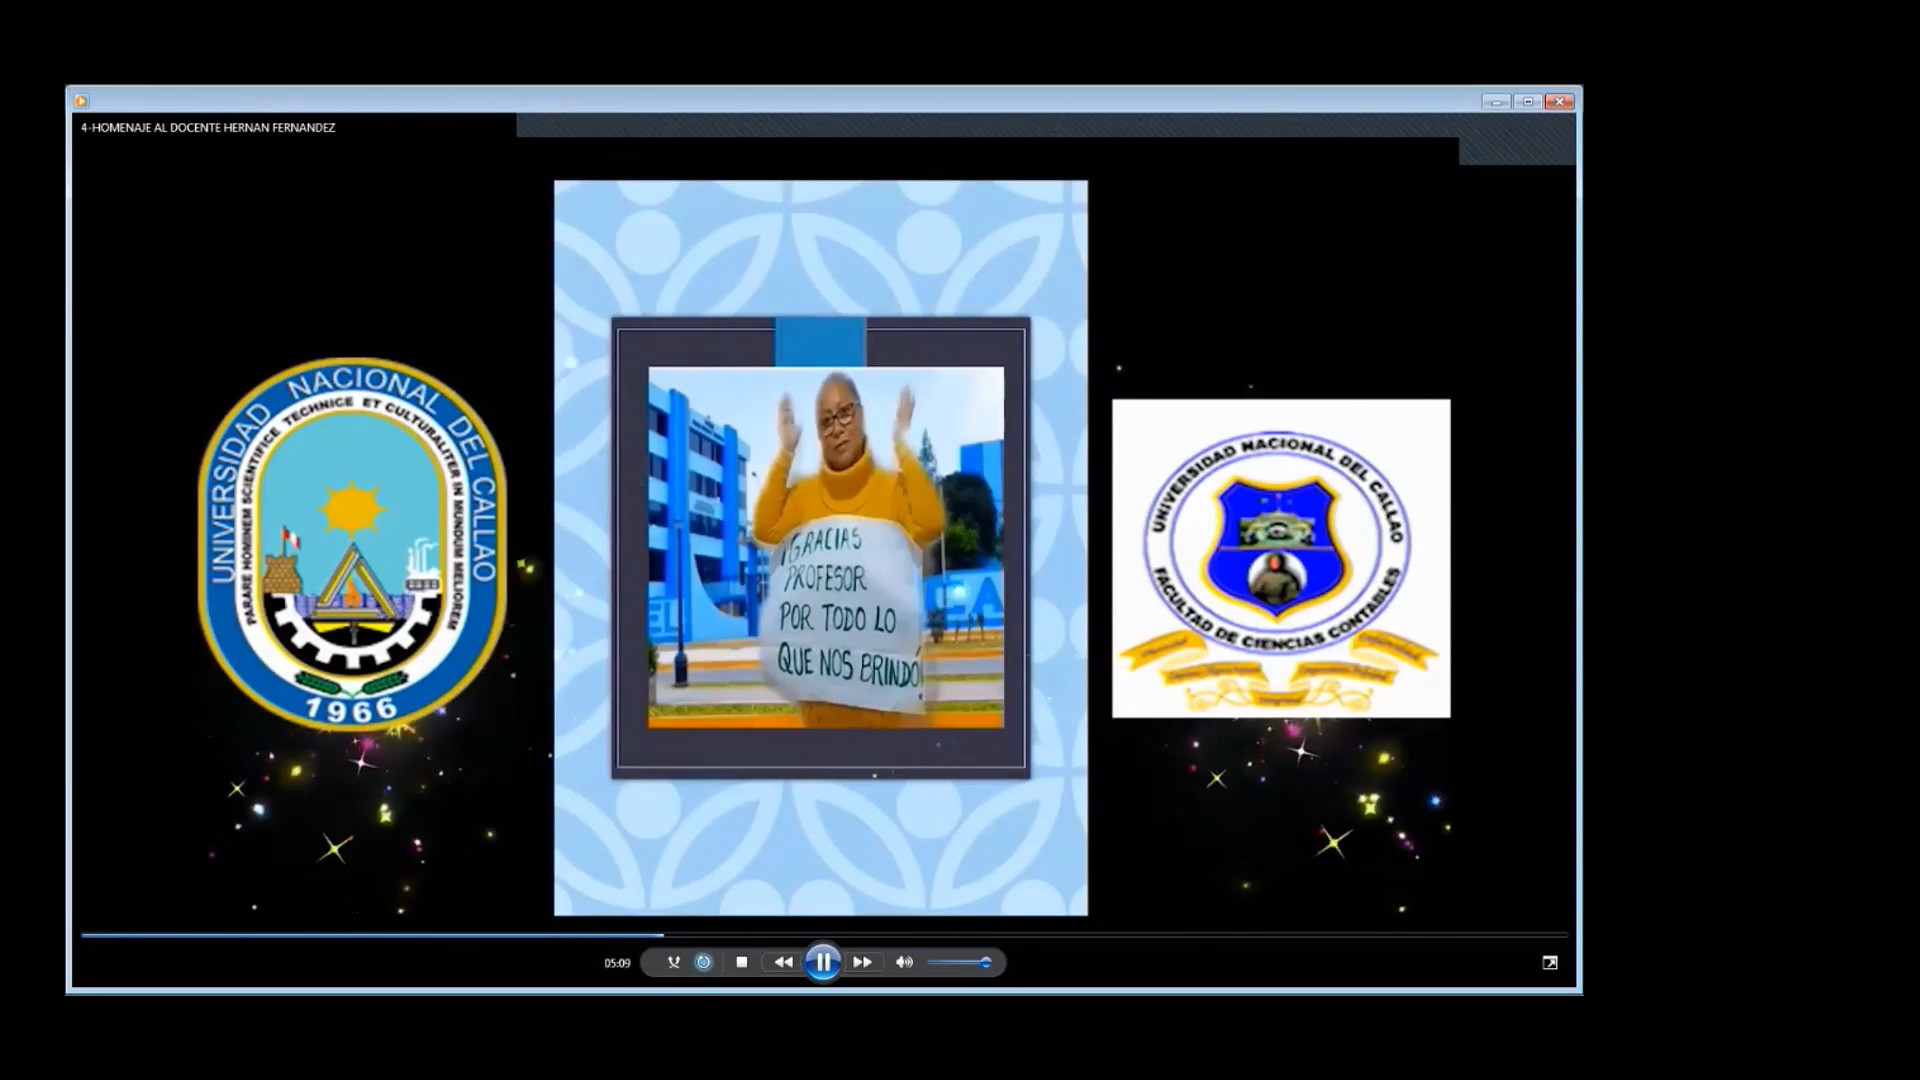 4-HOMENAJE AL DOCENTE HERNAN FERNANDEZ
UNIVERSIDAD NACIONAL DEL CALLAO
PARARE HOMINEM SCIENTIFICE TECHNICE ET CULTURALITER IN MUNDUM MELIOREM
1966
¡GRACIAS
PROFESOR
POR TODO LO
QUE NOS BRINDÓ!
UNIVERSIDAD NACIONAL DEL CALLAO
FACULTAD DE CIENCIAS CONTABLES
05:09